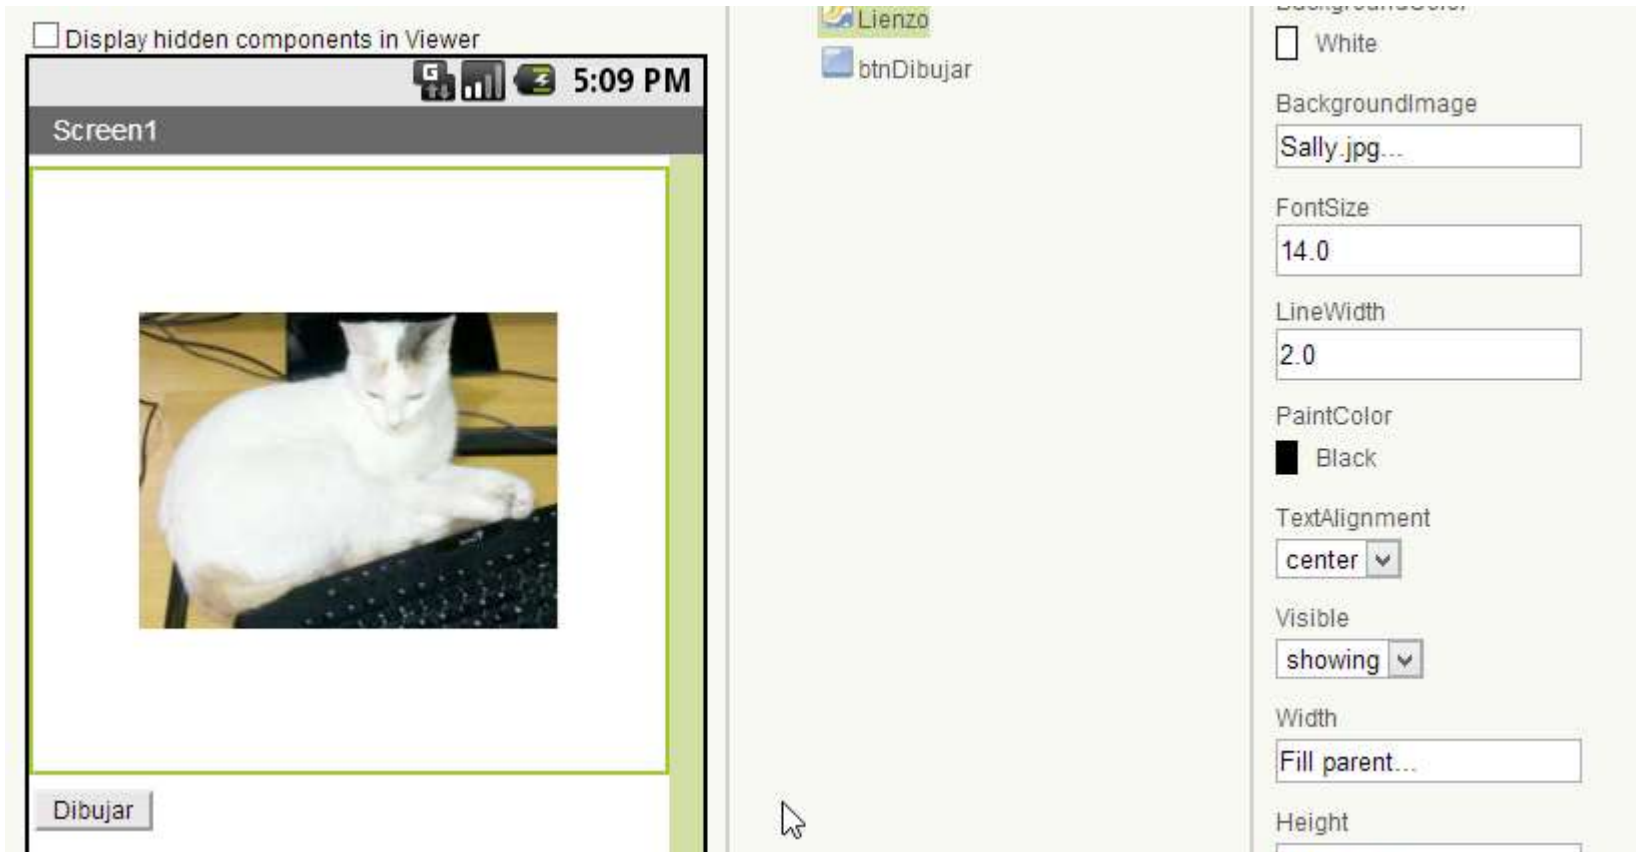 Display hidden components in Viewer
5:09 PM
Screen1
Dibujar
Lienzo
btnDibujar
BackgroundColor
White
BackgroundImage
Sally.jpg...
FontSize
14.0
LineWidth
2.0
PaintColor
Black
TextAlignment
center
Visible
showing
Width
Fill parent...
Height